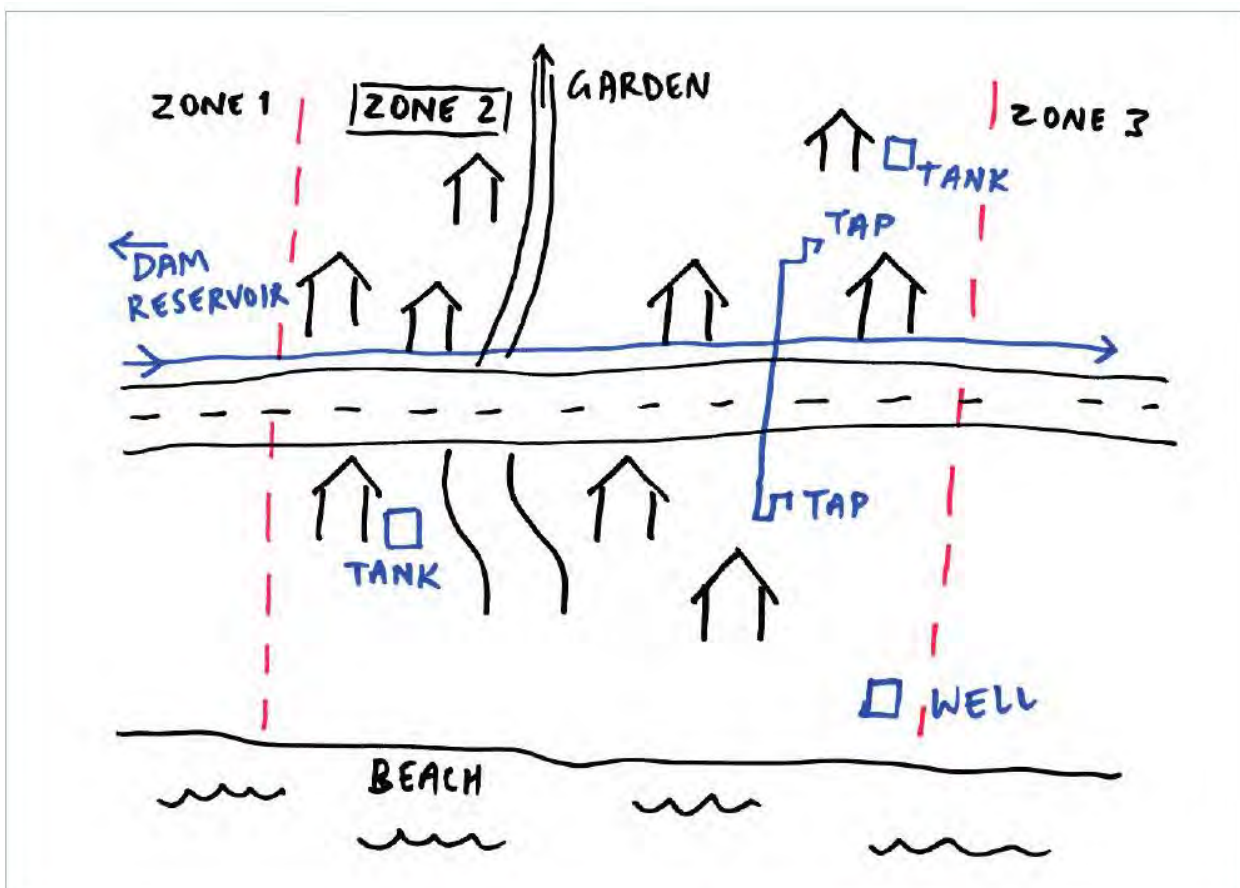 ZONE 1
ZONE 2
GARDEN
ZONE 3
TANK
TAP
DAM
RESERVOIR
TANK
TAP
WELL
BEACH